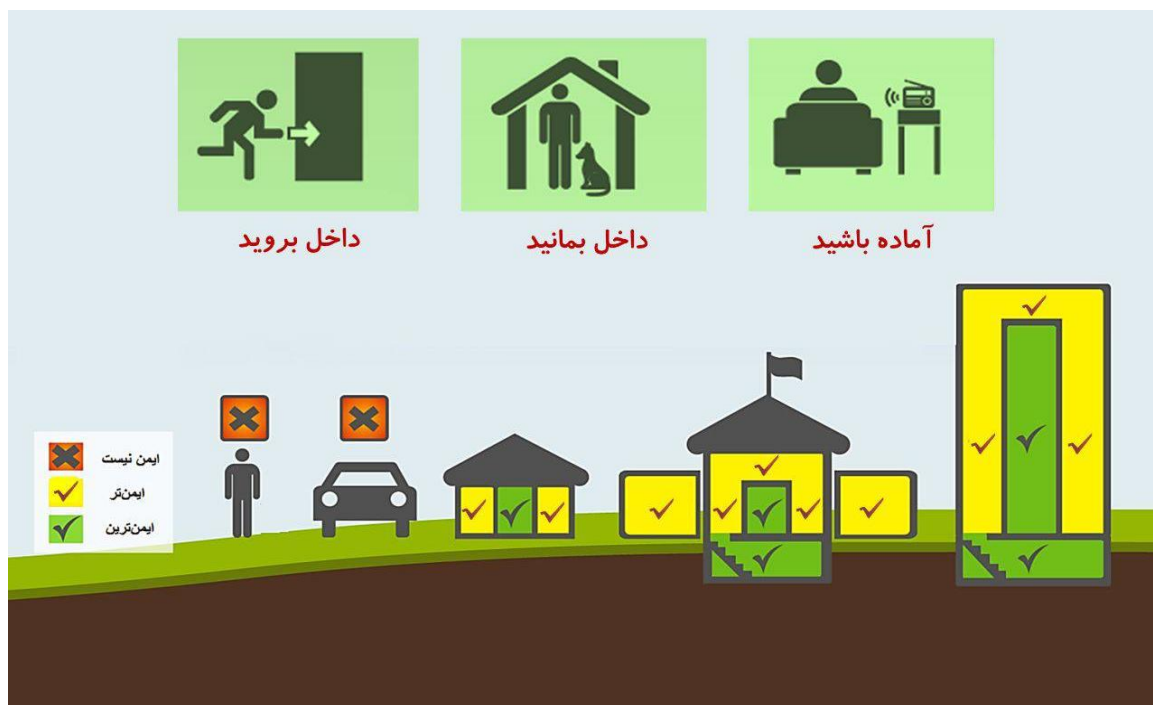 داخل بروید
داخل بمانید
آماده باشید
ایمن نیست
ایمن‌تر
ایمن‌ترین